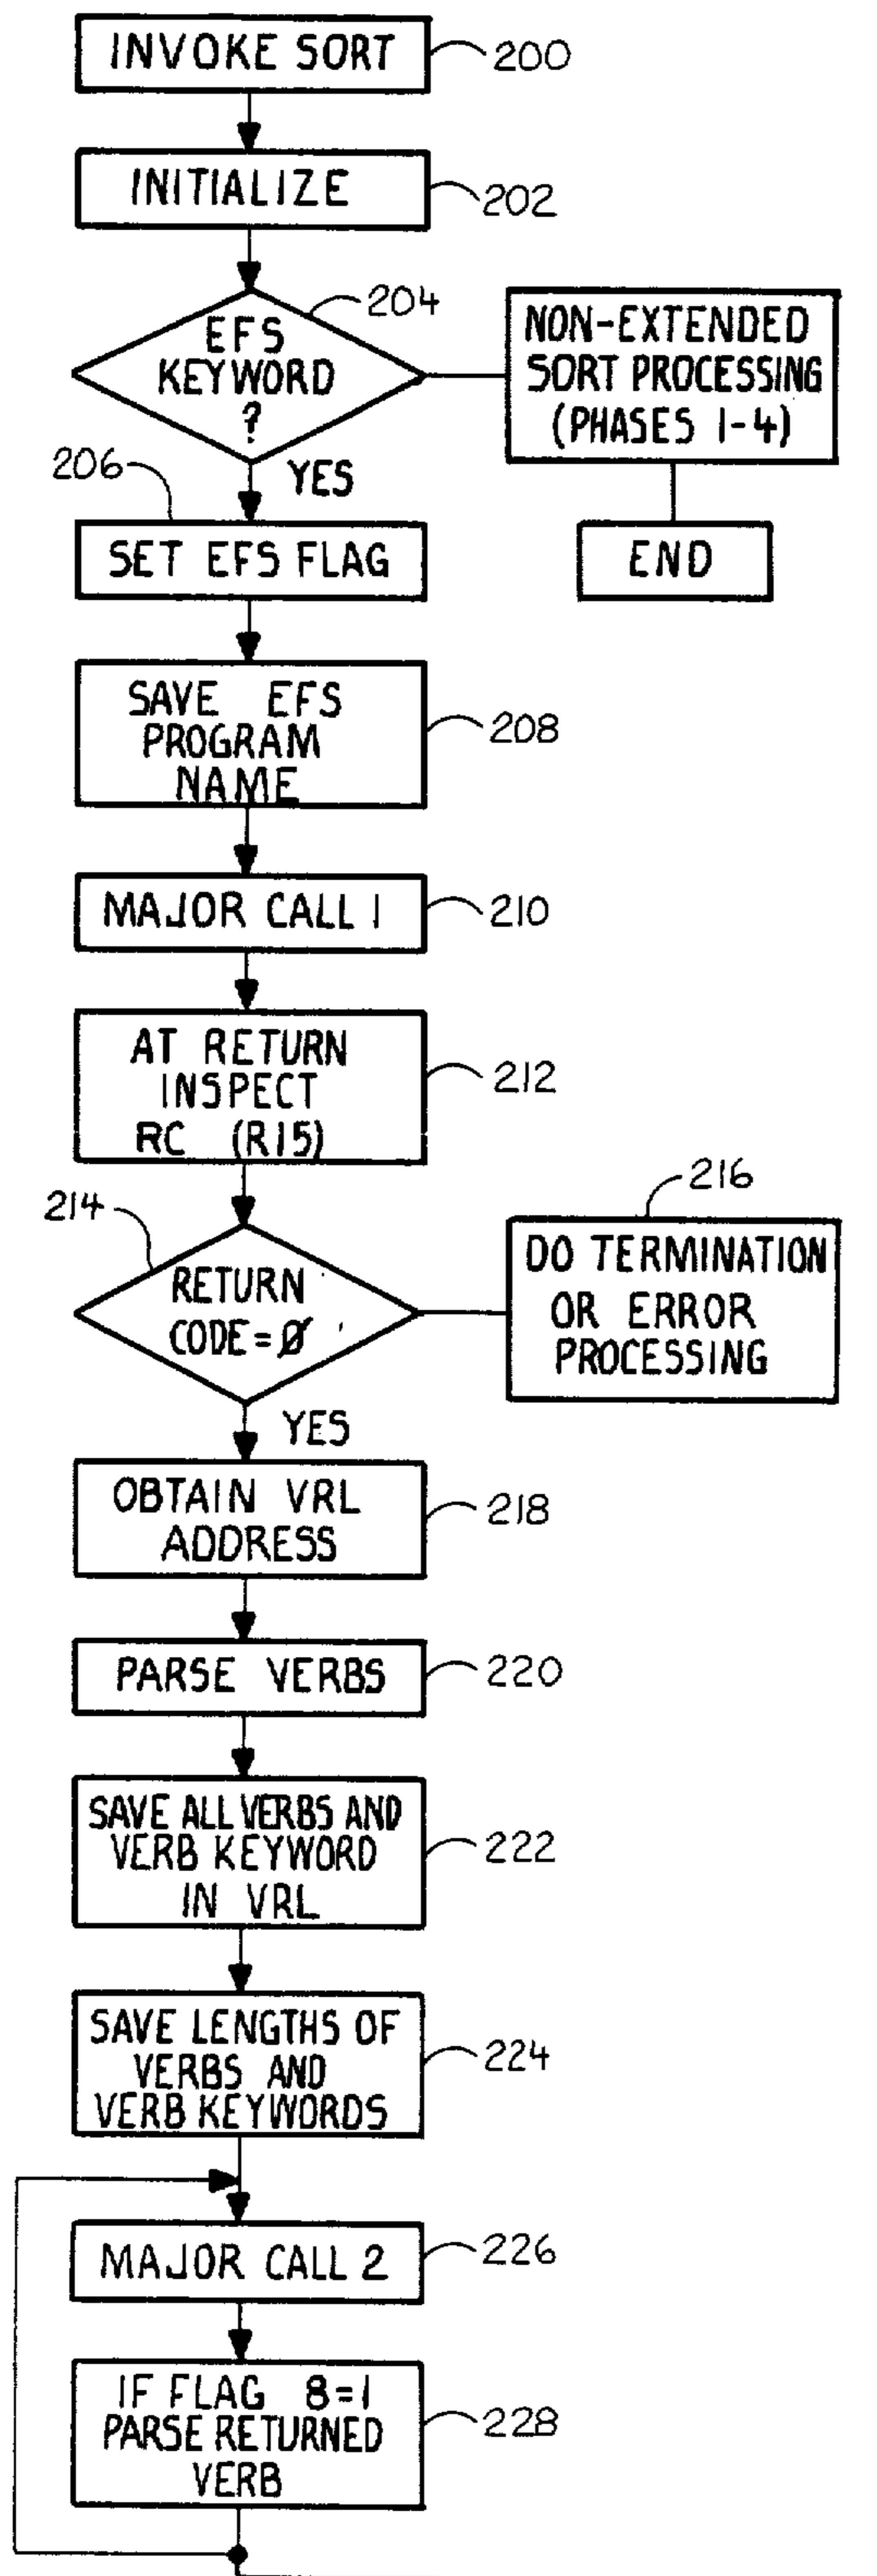 INVOKE SORT
200
INITIALIZE
202
204
EFS
KEYWORD
?
NON-EXTENDED
SORT PROCESSING
(PHASES 1-4)
206
YES
SET EFS FLAG
END
SAVE EFS
PROGRAM
NAME
208
MAJOR CALL 1
210
AT RETURN
INSPECT
RC (R15)
212
214
RETURN
CODE=Ø
216
DO TERMINATION
OR ERROR
PROCESSING
YES
OBTAIN VRL
ADDRESS
218
PARSE VERBS
220
SAVE ALL VERBS AND
VERB KEYWORD
IN VRL
222
SAVE LENGTHS OF
VERBS AND
VERB KEYWORDS
224
MAJOR CALL 2
226
IF FLAG 8=1
PARSE RETURNED
VERB
228